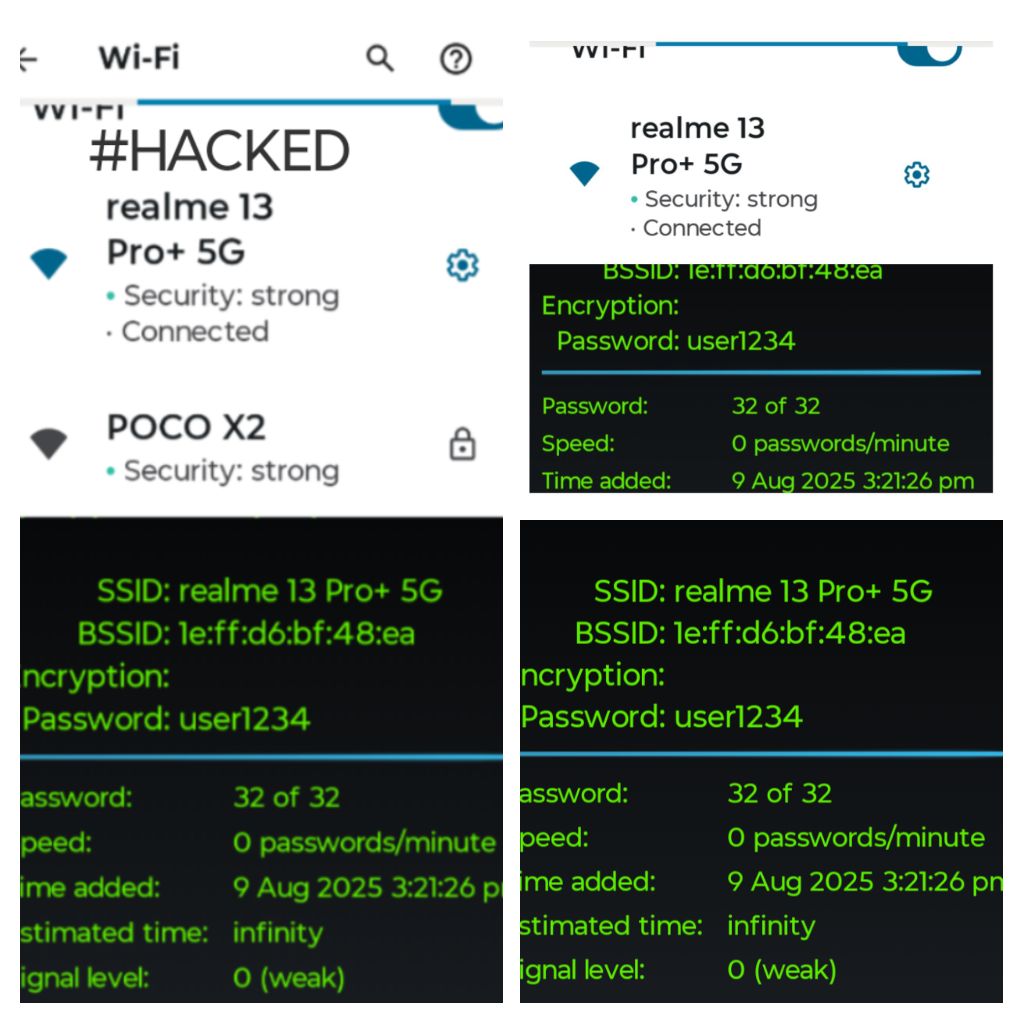 Wi-Fi
Wi-Fi
#HACKED
realme 13
Pro+ 5G
• Security: strong
· Connected
POCO X2
• Security: strong
Wi-Fi
realme 13
Pro+ 5G
• Security: strong
· Connected
BSSID: 1e:ff:d6:bf:48:ea
Encryption:
Password: user1234
Password: 32 of 32
Speed: 0 passwords/minute
Time added: 9 Aug 2025 3:21:26 pm
SSID: realme 13 Pro+ 5G
BSSID: 1e:ff:d6:bf:48:ea
ncryption:
Password: user1234
assword: 32 of 32
peed: 0 passwords/minute
ime added: 9 Aug 2025 3:21:26 p
stimated time: infinity
ignal level: 0 (weak)
SSID: realme 13 Pro+ 5G
BSSID: 1e:ff:d6:bf:48:ea
ncryption:
Password: user1234
assword: 32 of 32
peed: 0 passwords/minute
ime added: 9 Aug 2025 3:21:26 pm
stimated time: infinity
ignal level: 0 (weak)